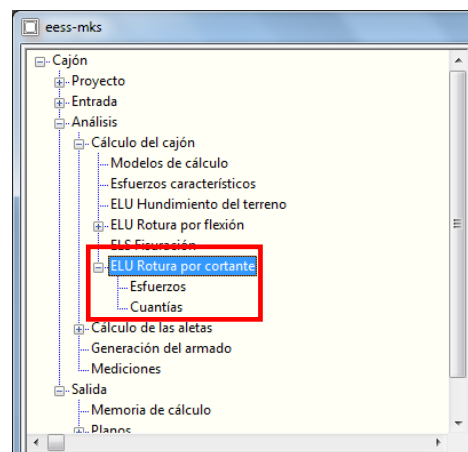 eess-mks
Cajón
Proyecto
Entrada
Análisis
Cálculo del cajón
Modelos de cálculo
Esfuerzos característicos
ELU Hundimiento del terreno
ELU Rotura por flexión
ELS Fisuración
ELU Rotura por cortante
Esfuerzos
Cuantías
Cálculo de las aletas
Generación del armado
Mediciones
Salida
Memoria de cálculo
Planos